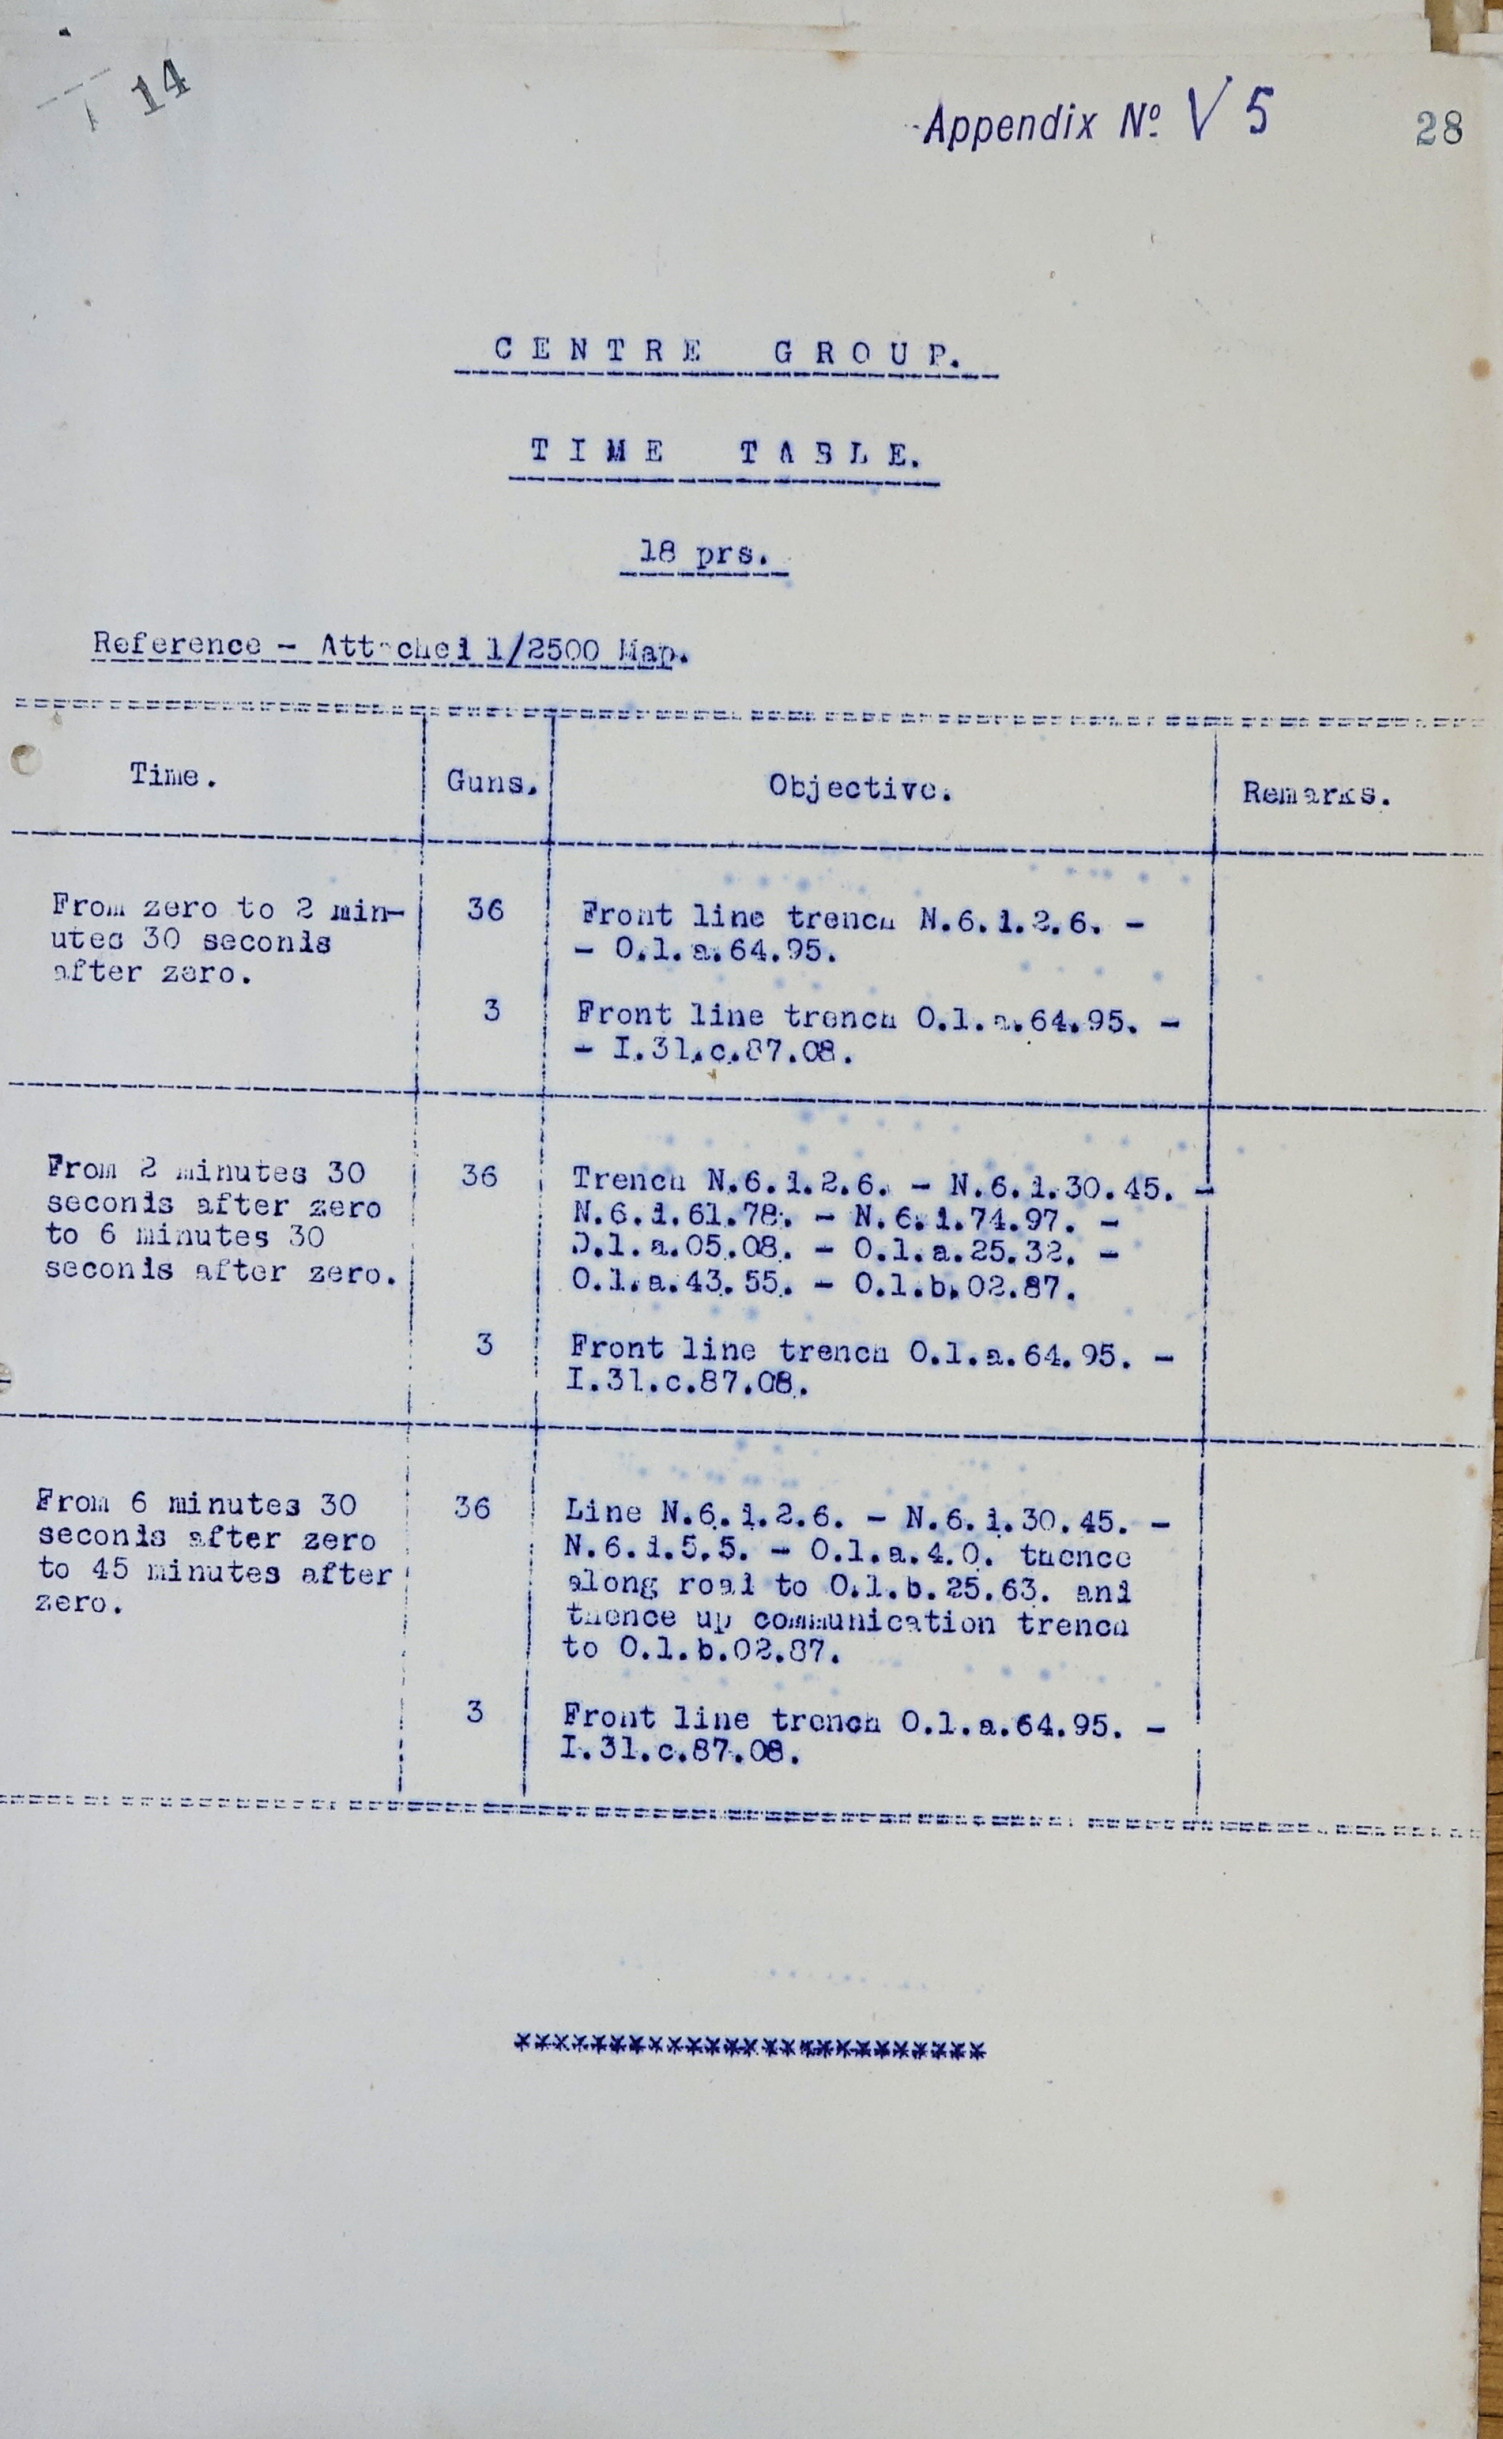 14
Appendix Nº V 5
28
CENTRE GROUP.
TIME TABLE.
18 prs.
Reference - Attached 1/2500 Map.
Time.
Guns.
Objective.
Remarks.
From zero to 2 min-
utes 30 seconds
after zero.
36
Front line trench N.6.d.2.6. -
- O.1.a.64.95.
3
Front line trench O.1.a.64.95. -
- I.31.c.87.08.
From 2 minutes 30
seconds after zero
to 6 minutes 30
seconds after zero.
36
Trench N.6.d.2.6. - N.6.d.30.45. -
N.6.d.61.78. - N.6.d.74.97. -
O.1.a.05.08. - O.1.a.25.32. -
O.1.a.43.55. - O.1.b.02.87.
3
Front line trench O.1.a.64.95. -
I.31.c.87.08.
From 6 minutes 30
seconds after zero
to 45 minutes after
zero.
36
Line N.6.d.2.6. - N.6.d.30.45. -
N.6.d.5.5. - O.1.a.4.0. thence
along road to O.1.b.25.63. and
thence up communication trench
to O.1.b.02.87.
3
Front line trench O.1.a.64.95. -
I.31.c.87.08.